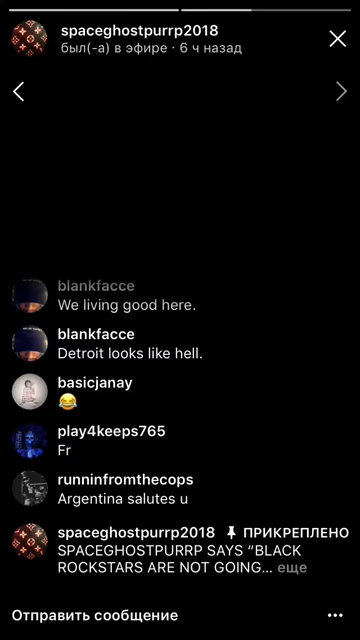 spaceghostpurrp2018
был(-а) в эфире · 6 ч назад
blankfacce
We living good here.
blankfacce
Detroit looks like hell.
basicjanay
😂
play4keeps765
Fr
runninfromthecops
Argentina salutes u
spaceghostpurrp2018 ПРИКРЕПЛЕНО
SPACEGHOSTPURRP SAYS “BLACK
ROCKSTARS ARE NOT GOING... еще
Отправить сообщение